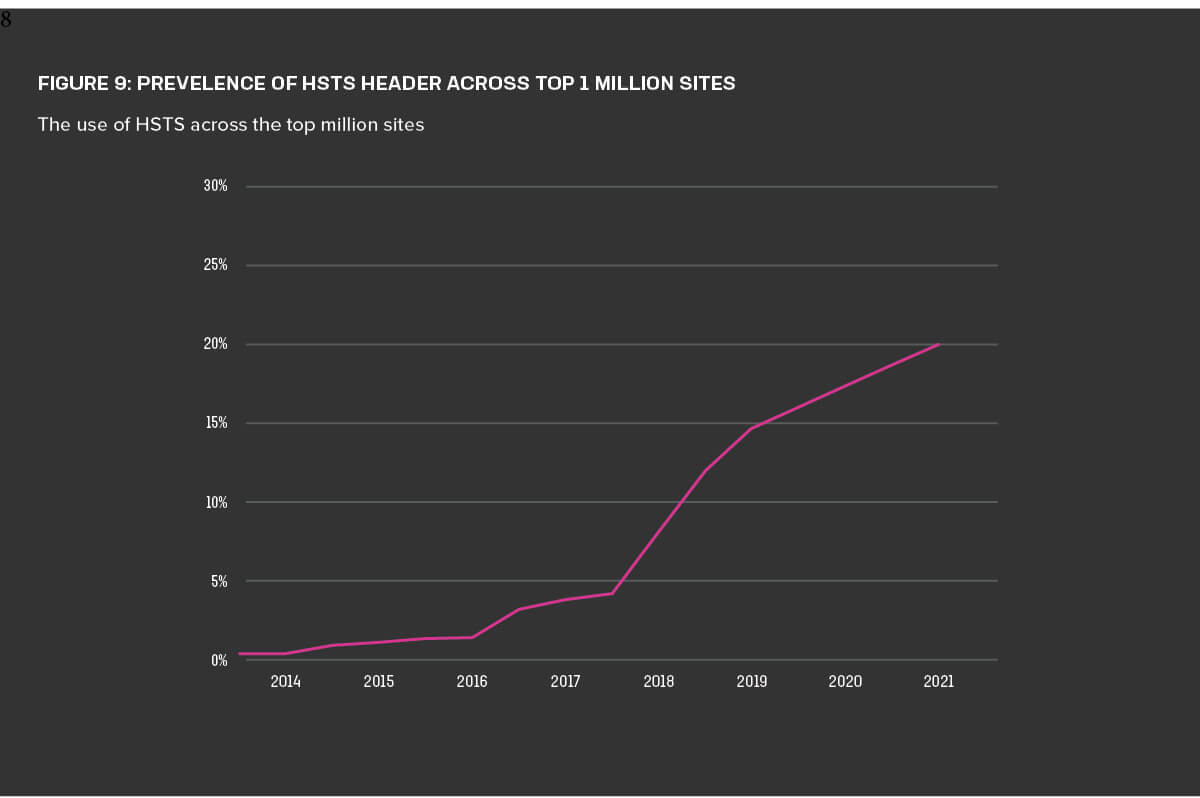 8
FIGURE 9: PREVELENCE OF HSTS HEADER ACROSS TOP 1 MILLION SITES
The use of HSTS across the top million sites
30%
25%
20%
15%
10%
5%
0%
2014 2015 2016 2017 2018 2019 2020 2021